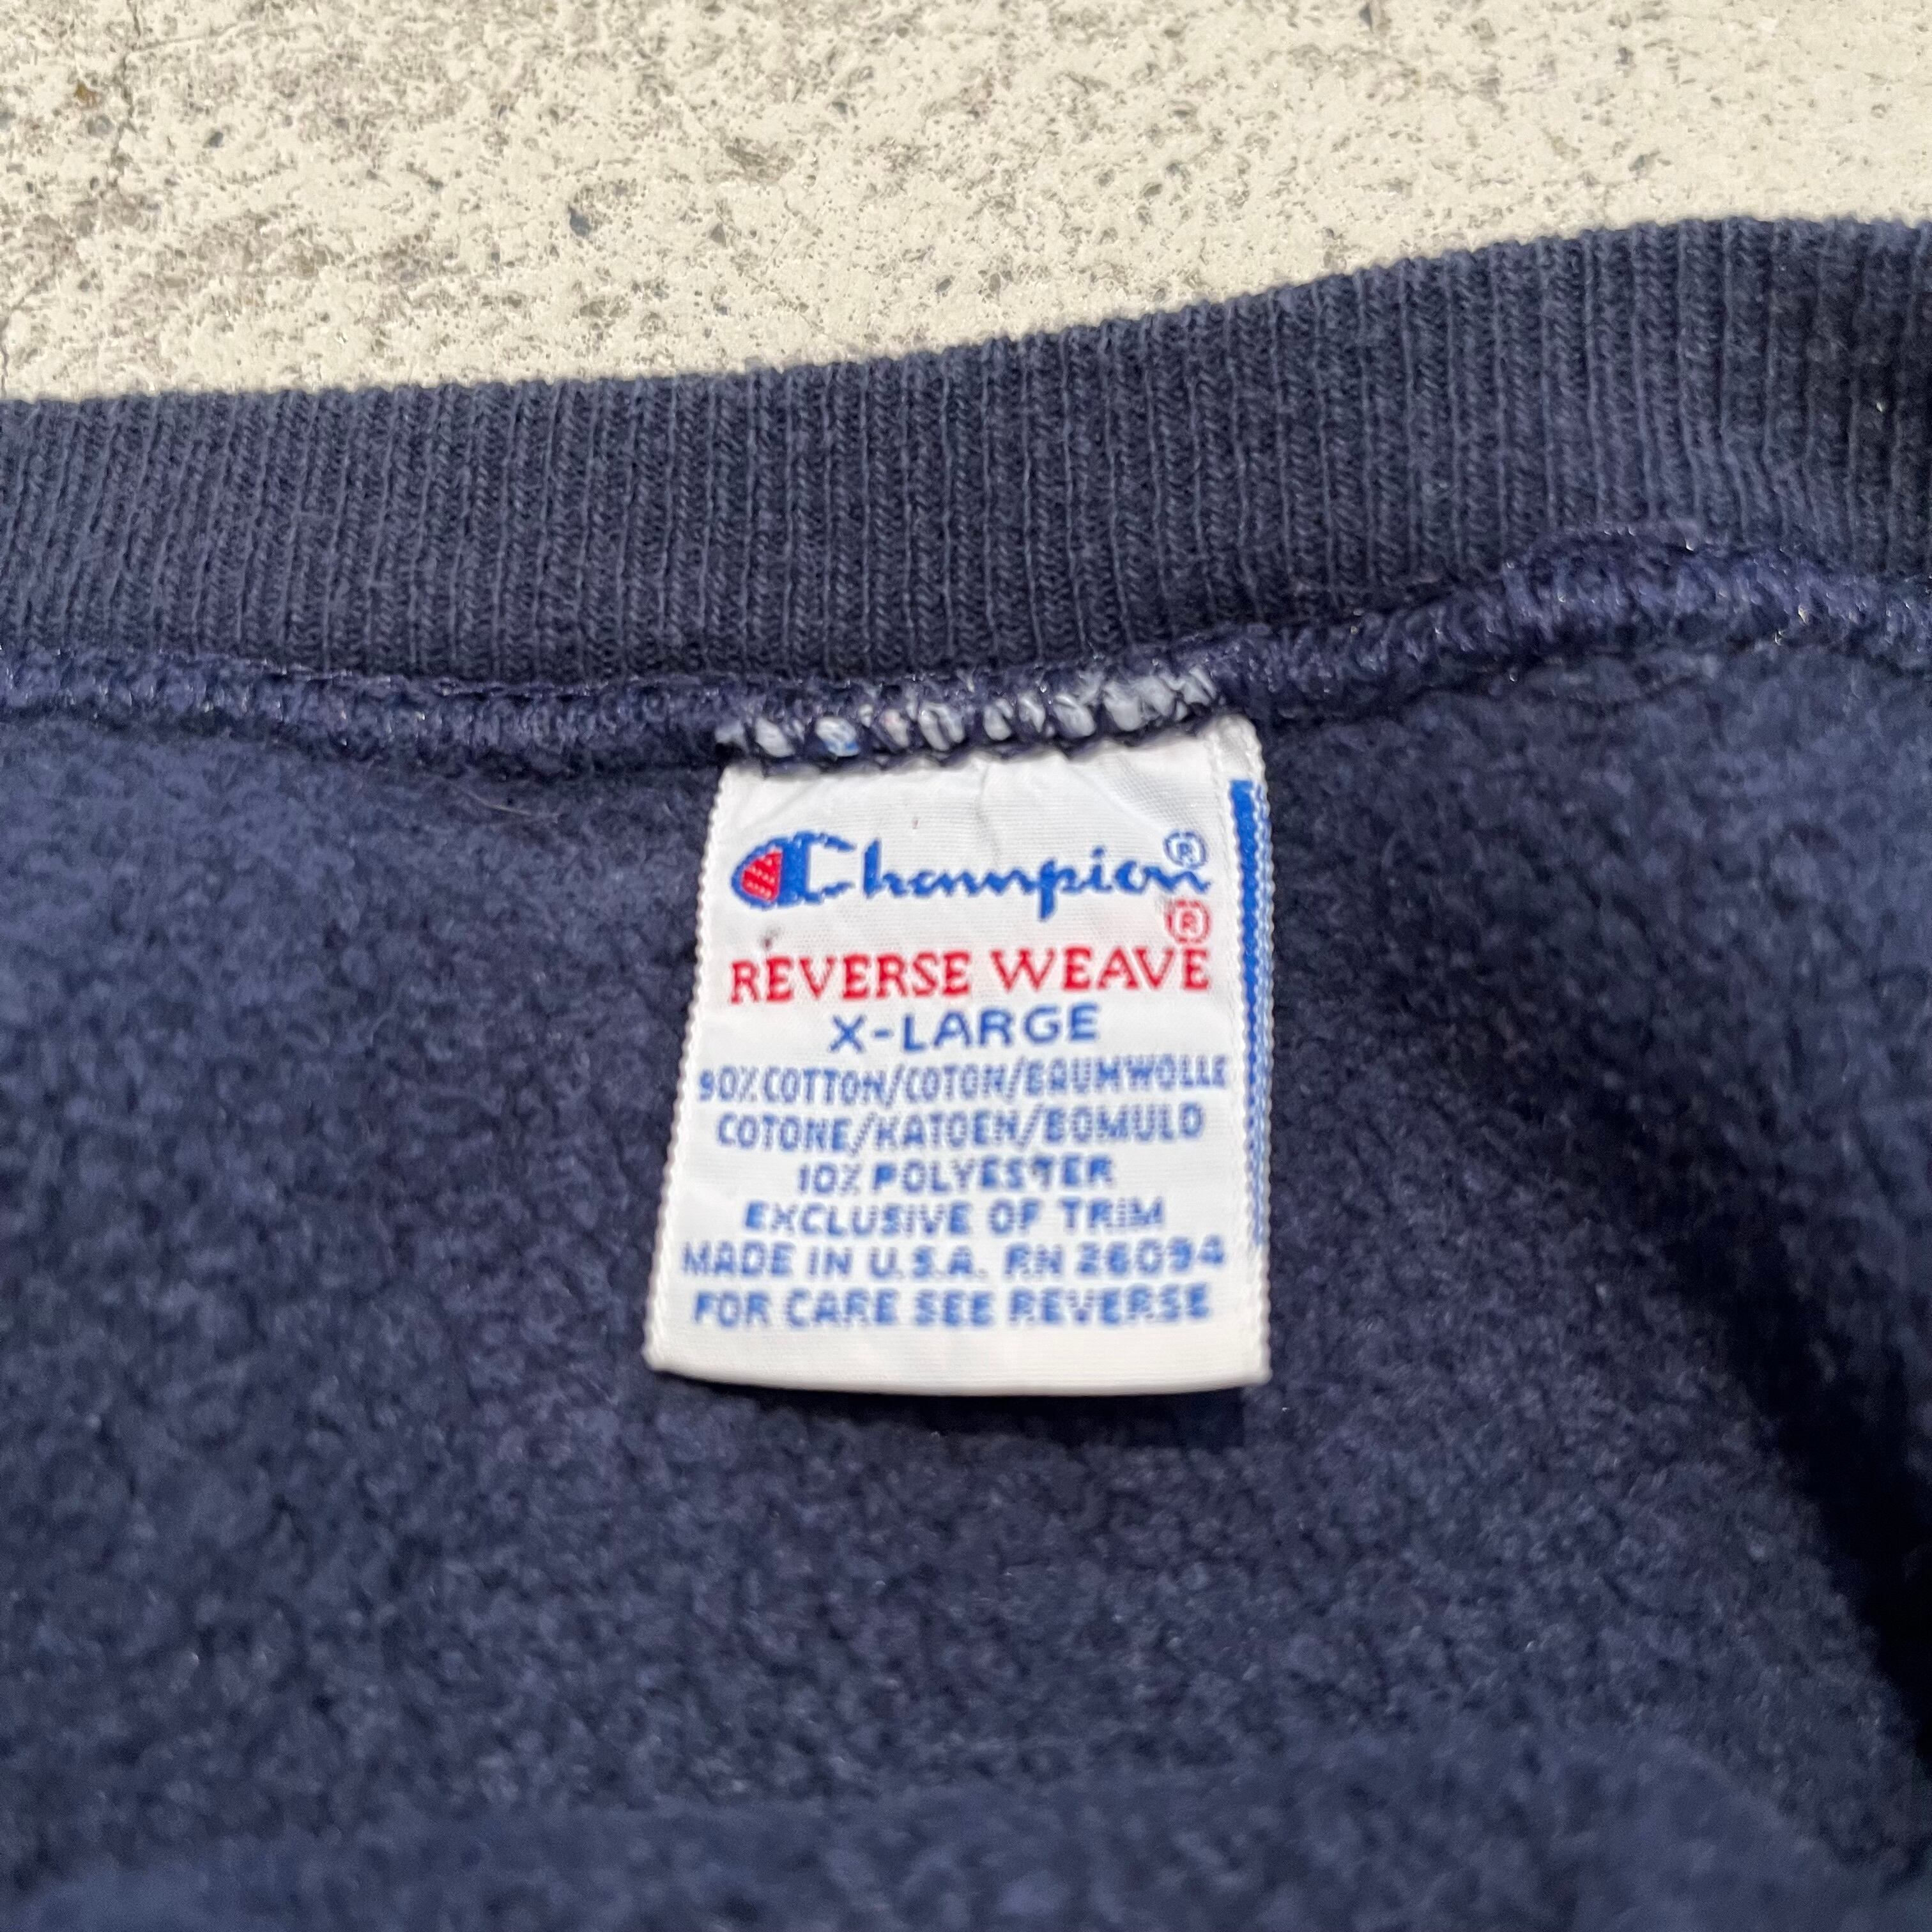 Champion®
®
REVERSE WEAVE
X-LARGE
90% COTTON/COTON/BAUMWOLLE
COTONE/KATOEN/BOMULD
10% POLYESTER
EXCLUSIVE OF TRIM
MADE IN U.S.A. RN 26094
FOR CARE SEE REVERSE